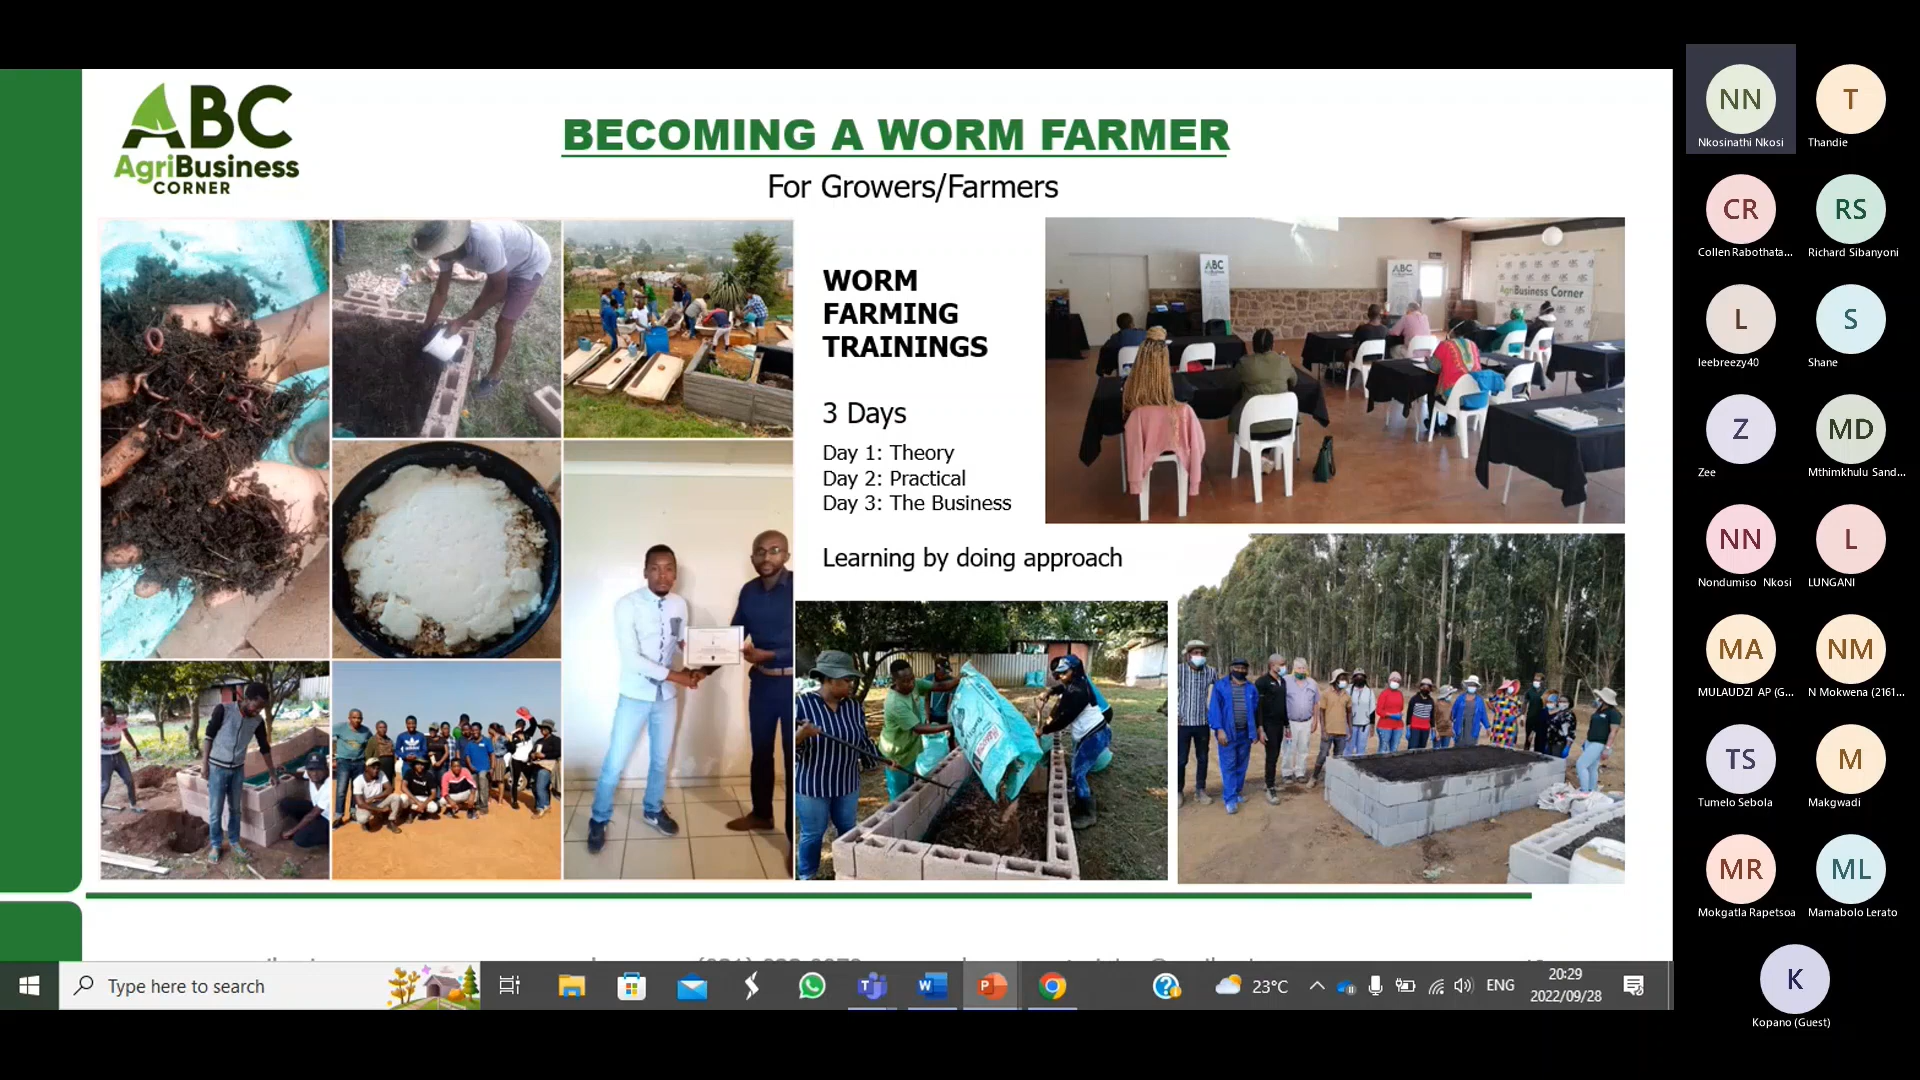 ABC
AgriBusiness
CORNER
BECOMING A WORM FARMER
For Growers/Farmers
WORM
FARMING
TRAININGS
3 Days
Day 1: Theory
Day 2: Practical
Day 3: The Business
Learning by doing approach
ABC
ABC
AgriBusiness Corner
NN
Nkosinathi Nkosi
T
Thandie
CR
Collen Rabothata...
RS
Richard Sibanyoni
L
leebreezy40
S
Shane
Z
Zee
MD
Mthimkhulu Sand...
NN
Nondumiso Nkosi
L
LUNGANI
MA
MULAUDZI AP (G...
NM
N Mokwena (2161...
TS
Tumelo Sebola
M
Makgwadi
MR
Mokgatla Rapetsoa
ML
Mamabolo Lerato
K
Kopano (Guest)
Type here to search
23°C
ENG
20:29
2022/09/28